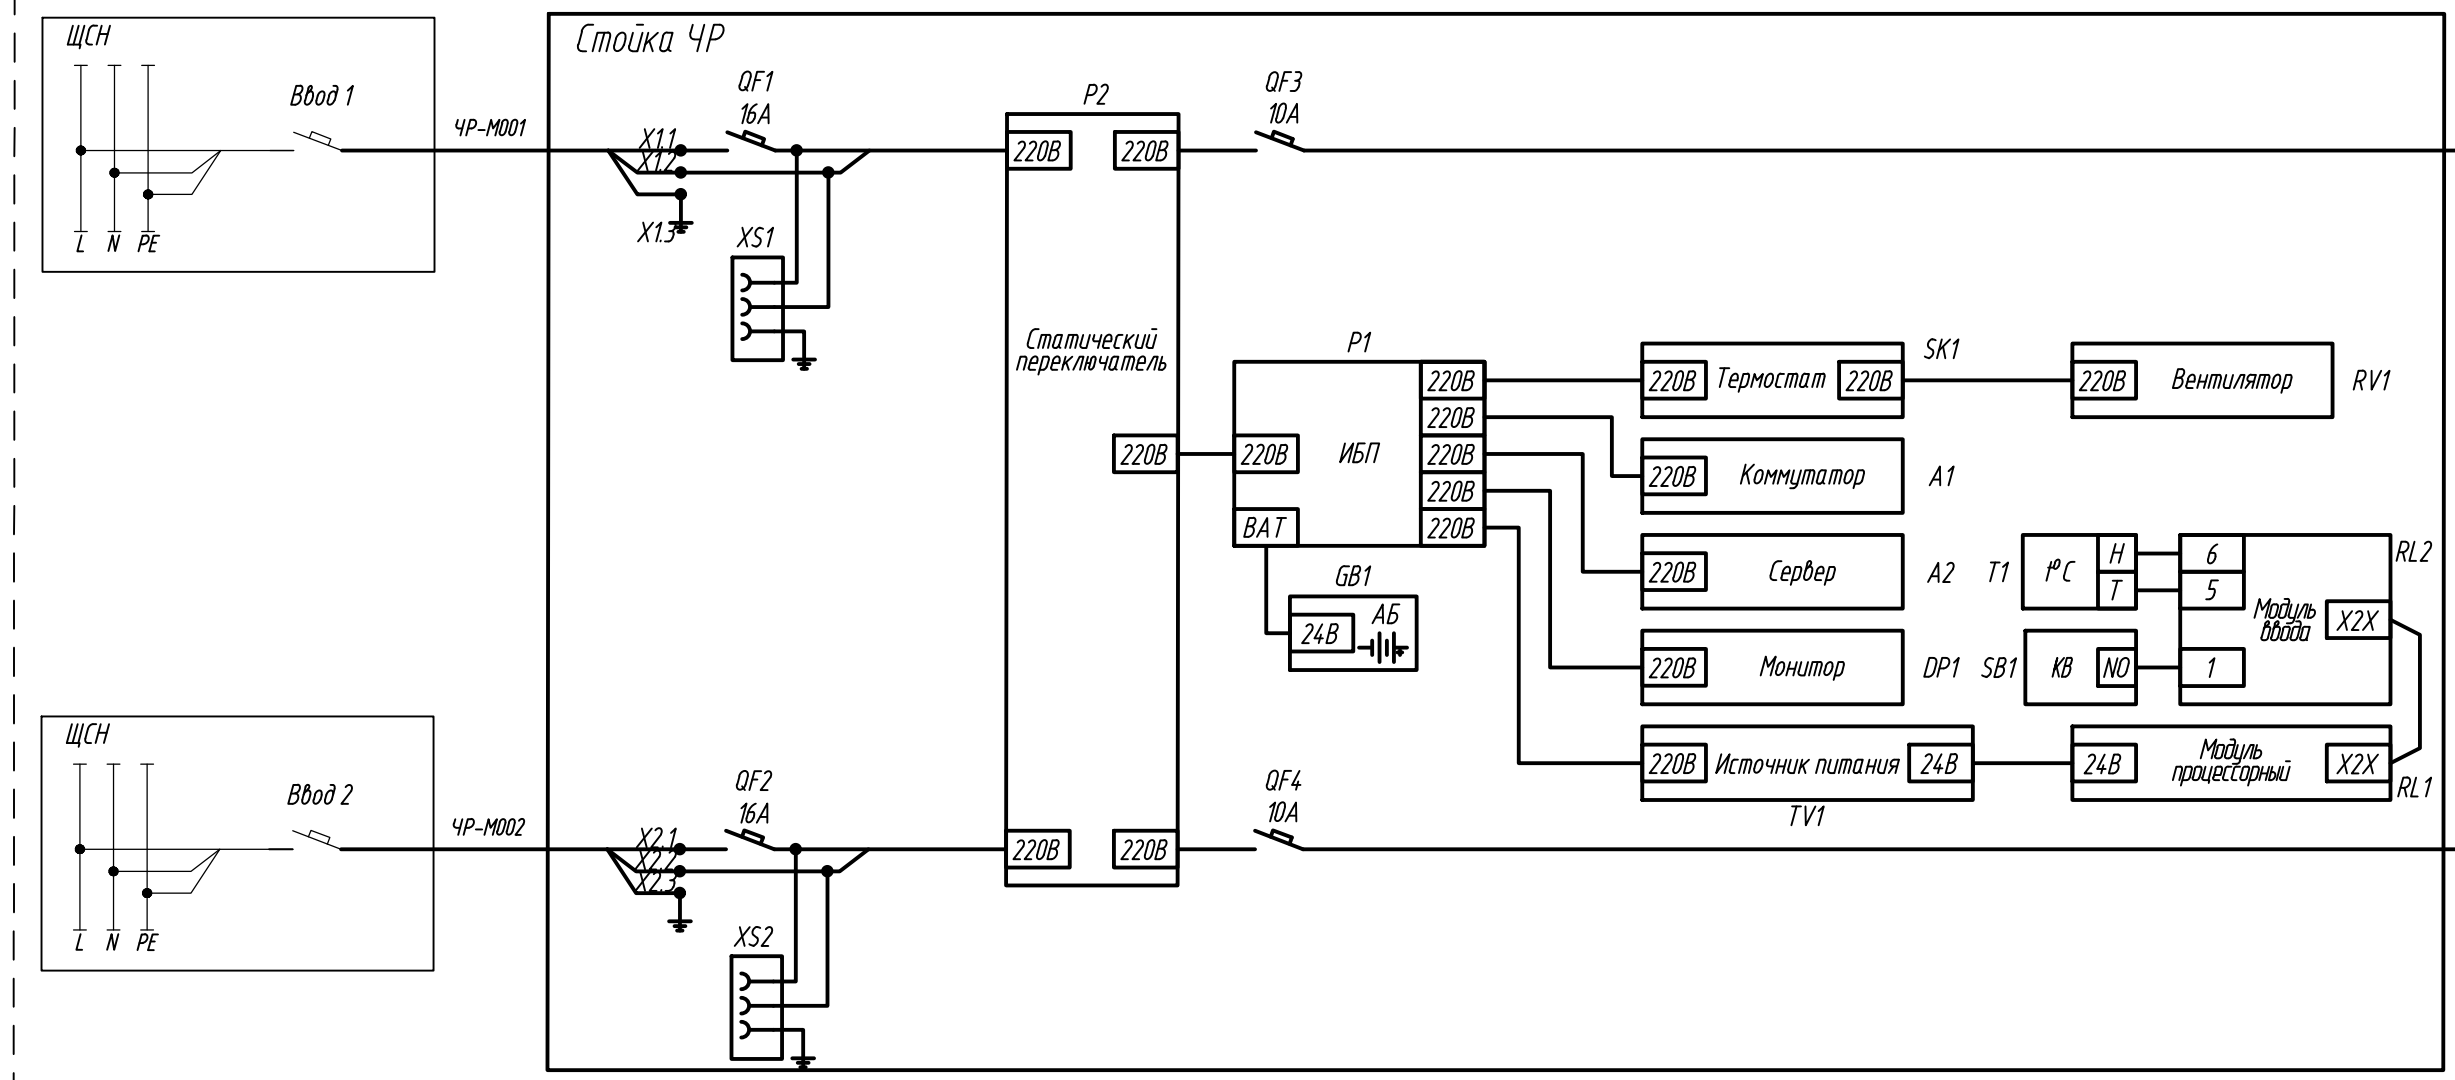 ЩСН
Ввод 1
L N PE
ЧР-М001
Стойка ЧР
X1.1
X1.2
X1.3
QF1
16А
XS1
P2
220В 220В
Статический
переключатель
220В
220В 220В
QF3
10А
P1
220В
ИБП
BAT
220В
220В
220В
220В
220В
GB1
24В
АБ
220В Термостат 220В
SK1
220В Вентилятор
RV1
220В Коммутатор
A1
220В Сервер
A2
T1
t°C
H
T
6
5
1
Модуль
ввода
X2X
RL2
220В Монитор
DP1
SB1
КВ
NO
220В Источник питания 24В
TV1
24В
Модуль
процессорный
X2X
RL1
ЩСН
Ввод 2
L N PE
ЧР-М002
X2.1
X2.2
X2.3
QF2
16А
XS2
QF4
10А